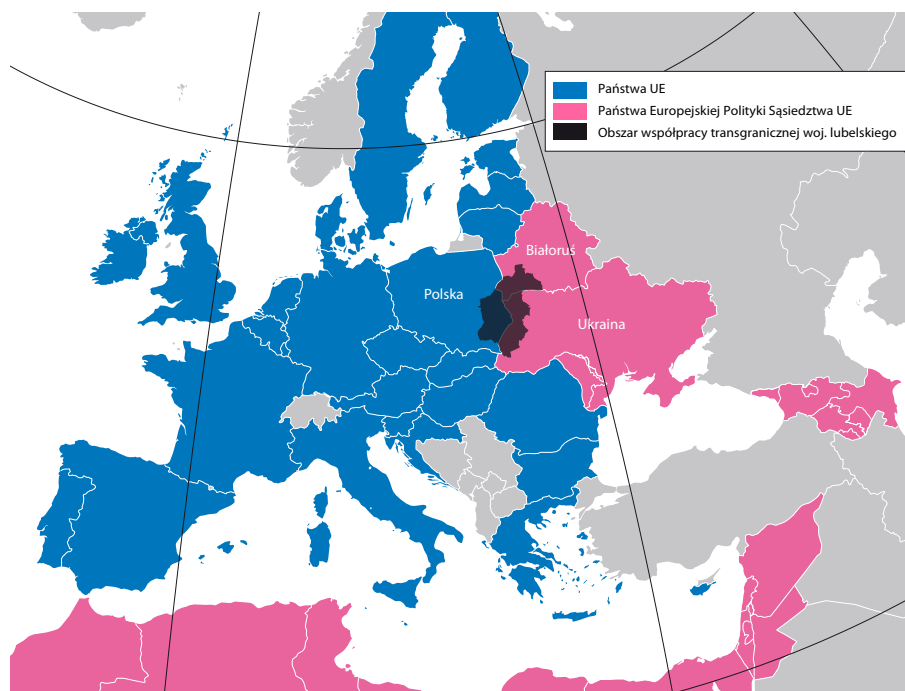 Państwa UE
Państwa Europejskiej Polityki Sąsiedztwa UE
Obszar współpracy transgranicznej woj. lubelskiego
Białoruś
Polska
Ukraina